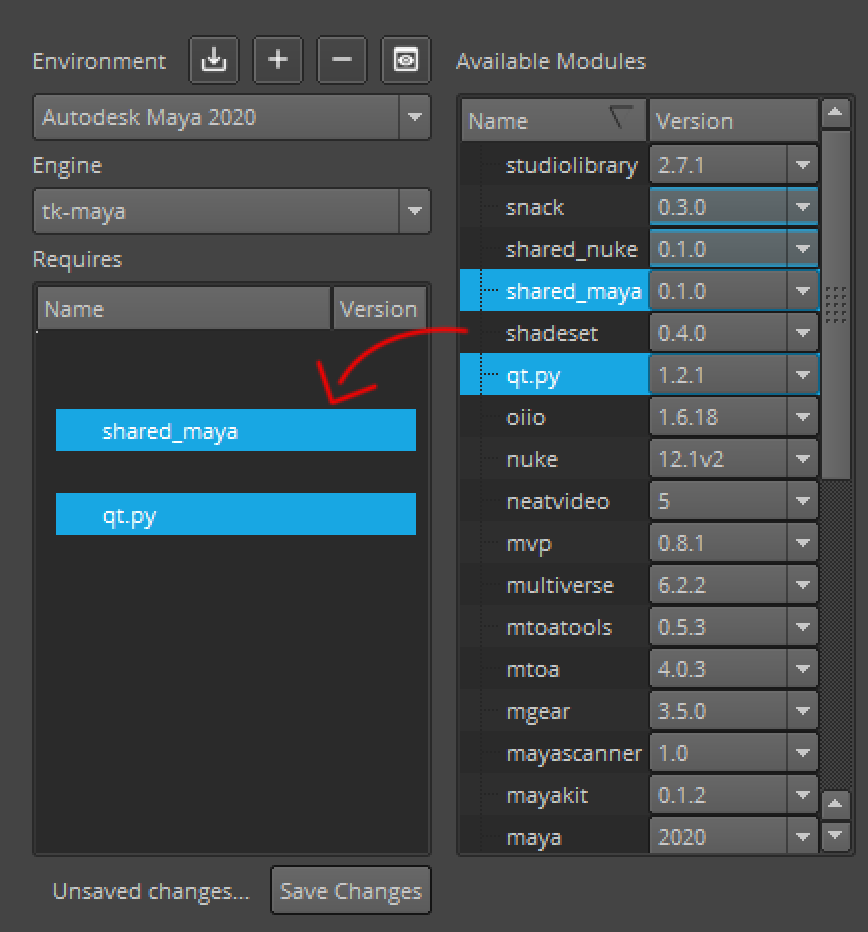 Environment
Autodesk Maya 2020
Engine
tk-maya
Requires
Name Version
shared_maya
qt.py
Unsaved changes...
Save Changes
Available Modules
Name Version
studiolibrary 2.7.1
snack 0.3.0
shared_nuke 0.1.0
shared_maya 0.1.0
shadeset 0.4.0
qt.py 1.2.1
oiio 1.6.18
nuke 12.1v2
neatvideo 5
mvp 0.8.1
multiverse 6.2.2
mtoatools 0.5.3
mtoa 4.0.3
mgear 3.5.0
mayascanner 1.0
mayakit 0.1.2
maya 2020